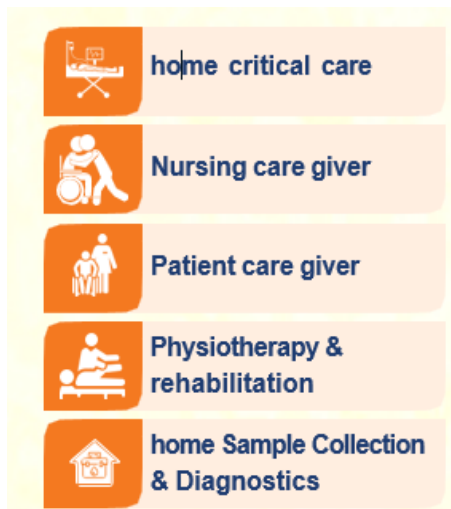 home critical care
Nursing care giver
Patient care giver
Physiotherapy &
rehabilitation
home Sample Collection
& Diagnostics